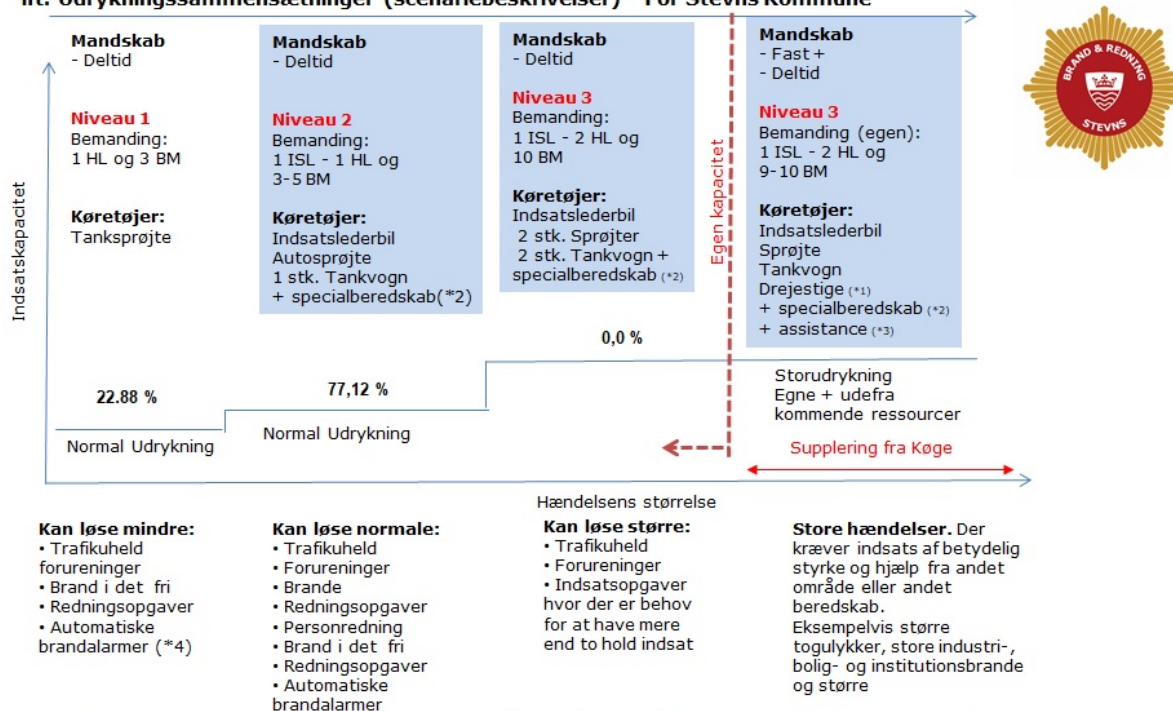 ift. Udrykningssammensætninger (scenariebeskrivelser) - For Stevns Kommune
Indsatskapacitet
Mandskab
- Deltid
Niveau 1
Bemanding:
1 HL og 3 BM
Køretøjer:
Tanksprøjte
22.88 %
Normal Udrykning
Mandskab
- Deltid
Niveau 2
Bemanding:
1 ISL - 1 HL og
3-5 BM
Køretøjer:
Indsatslederbil
Autosprøjte
1 stk. Tankvogn
+ specialberedskab(*2)
77,12 %
Normal Udrykning
Mandskab
- Deltid
Niveau 3
Bemanding:
1 ISL - 2 HL og
10 BM
Køretøjer:
Indsatslederbil
2 stk. Sprøjter
2 stk. Tankvogn +
specialberedskab (*2)
0,0 %
Egen kapacitet
Mandskab
- Fast +
- Deltid
Niveau 3
Bemanding (egen):
1 ISL - 2 HL og
9-10 BM
Køretøjer:
Indsatslederbil
Sprøjte
Tankvogn
Drejestige (*1)
+ specialberedskab (*2)
+ assistance (*3)
Storudrykning
Egne + udefra
kommende ressourcer
Supplering fra Køge
BRAND & REDNING
STEVNS
Hændelsens størrelse
Kan løse mindre:
• Trafikuheld
forureninger
• Brand i det fri
• Redningsopgaver
• Automatiske
brandalarmer (*4)
Kan løse normale:
• Trafikuheld
• Forureninger
• Brande
• Redningsopgaver
• Personredning
• Brand i det fri
• Redningsopgaver
• Automatiske
brandalarmer
Kan løse større:
• Trafikuheld
• Forureninger
• Indsatsopgaver
hvor der er behov
for at have mere
end to hold indsat
Store hændelser. Der
kræver indsats af betydelig
styrke og hjælp fra andet
område eller andet
beredskab.
Eksempelvis større
togulykker, store industri-,
bolig- og institutionsbrande
og større